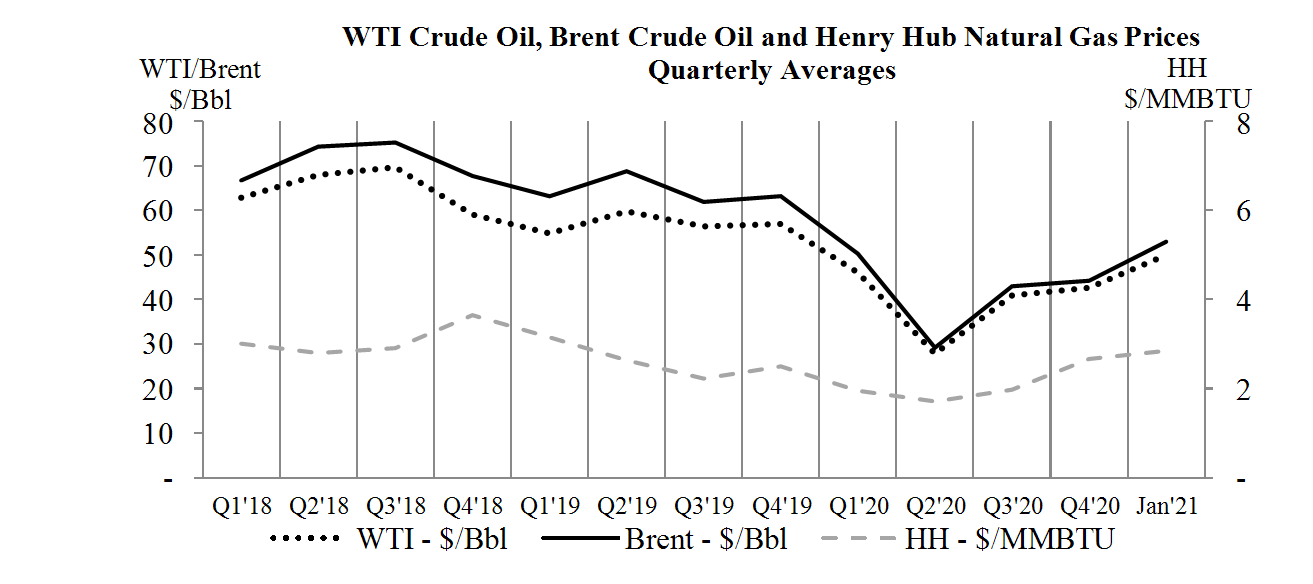 WTI Crude Oil, Brent Crude Oil and Henry Hub Natural Gas Prices
Quarterly Averages
WTI/Brent
$/Bbl
HH
$/MMBTU
80
70
60
50
40
30
20
10
-
8
6
4
2
-
Q1'18 Q2'18 Q3'18 Q4'18 Q1'19 Q2'19 Q3'19 Q4'19 Q1'20 Q2'20 Q3'20 Q4'20 Jan'21
WTI - $/Bbl Brent - $/Bbl HH - $/MMBTU